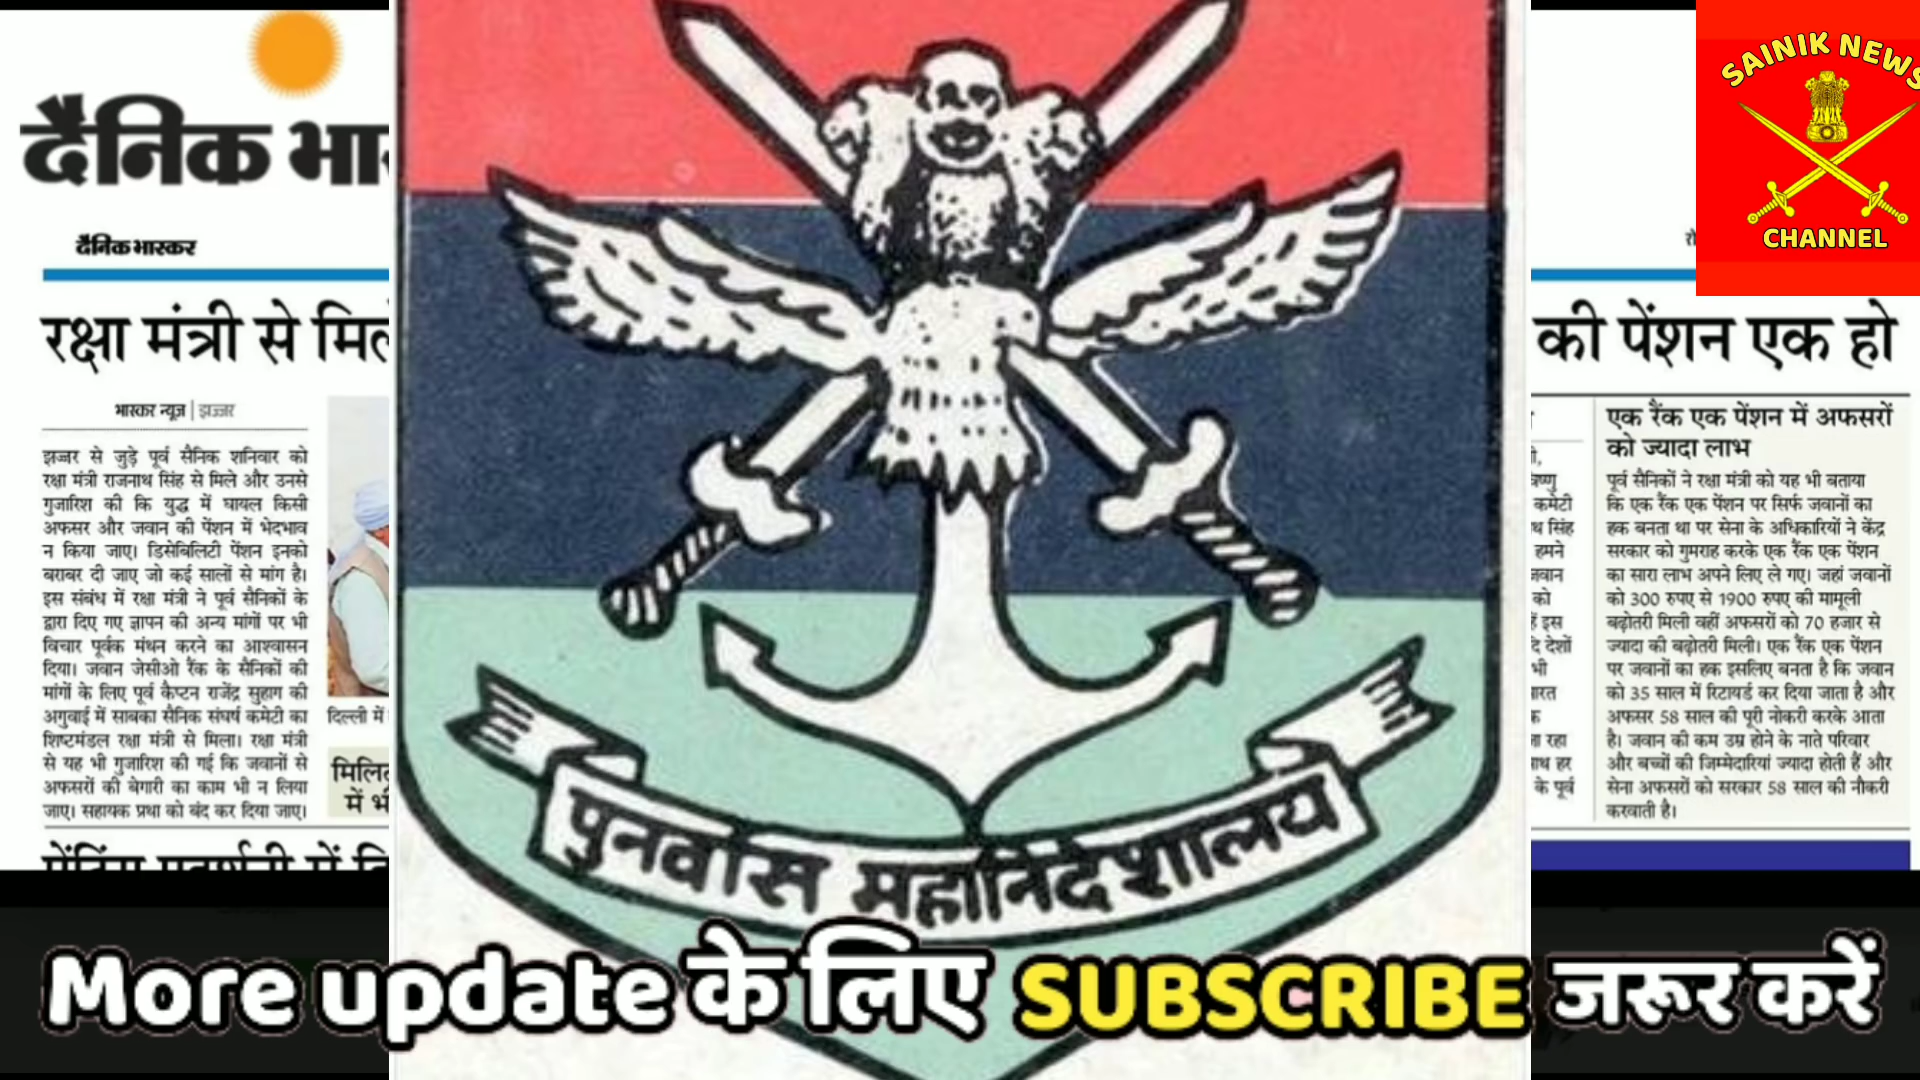 दैनिक
दैनिक भास्कर
रक्षा मंत्री से
भास्कर न्यूज | झज्जर
झज्जर से जुड़े पूर्व सैनिक शनिवार को
रक्षा मंत्री राजनाथ सिंह से मिले और उनसे
गुजारिश की कि युद्ध में घायल किसी
अफसर और जवान की पेंशन में भेदभाव
न किया जाए। डिसेबिलिटी पेंशन इनको
बराबर दी जाए जो कई सालों से मांग है।
इस संबंध में रक्षा मंत्री ने पूर्व सैनिकों के
द्वारा दिए गए ज्ञापन की अन्य मांगों पर भी
विचार पूर्वक मंथन करने का आश्वासन
दिया। जवान जेसीओ रैंक के सैनिकों की
मांगों के लिए पूर्व कैप्टन राजेंद्र सुहाग की
अगुवाई में साबका सैनिक संघर्ष कमेटी का
शिष्टमंडल रक्षा मंत्री से मिला। रक्षा मंत्री
से यह भी गुजारिश की गई कि जवानों से
अफसरों की बेगारी का काम भी न लिया
जाए। सहायक प्रथा को बंद कर दिया जाए।
दिल्ली में
में
पुनर्वास महानिदेशालय
SAINIK NEWS
CHANNEL
की पेंशन एक हो
कमेटी
सिंह
हमने
को
इस
भी
रहा
हर
के पूर्व
एक रैंक एक पेंशन में अफसरों
को ज्यादा लाभ
पूर्व सैनिकों ने रक्षा मंत्री को यह भी बताया
कि एक रैंक एक पेंशन पर सिर्फ जवानों का
हक बनता था पर सेना के अधिकारियों ने केंद्र
सरकार को गुमराह करके एक रैंक एक पेंशन
का सारा लाभ अपने लिए ले गए। जहां जवानों
को 300 रुपए से 1900 रुपए की मामूली
बढ़ोतरी मिली वहीं अफसरों को 70 हजार से
ज्यादा की बढ़ोतरी मिली। एक रैंक एक पेंशन
पर जवानों का हक इसलिए बनता है कि जवान
को 35 साल में रिटायर्ड कर दिया जाता है और
अफसर 58 साल की पूरी नोकरी करके आता
है। जवान की कम उम्र होने के नाते परिवार
और बच्चों की जिम्मेदारियां ज्यादा होती हैं और
सेना अफसरों को सरकार 58 साल की नौकरी
करवाती है।
More update के लिए SUBSCRIBE जरूर करें